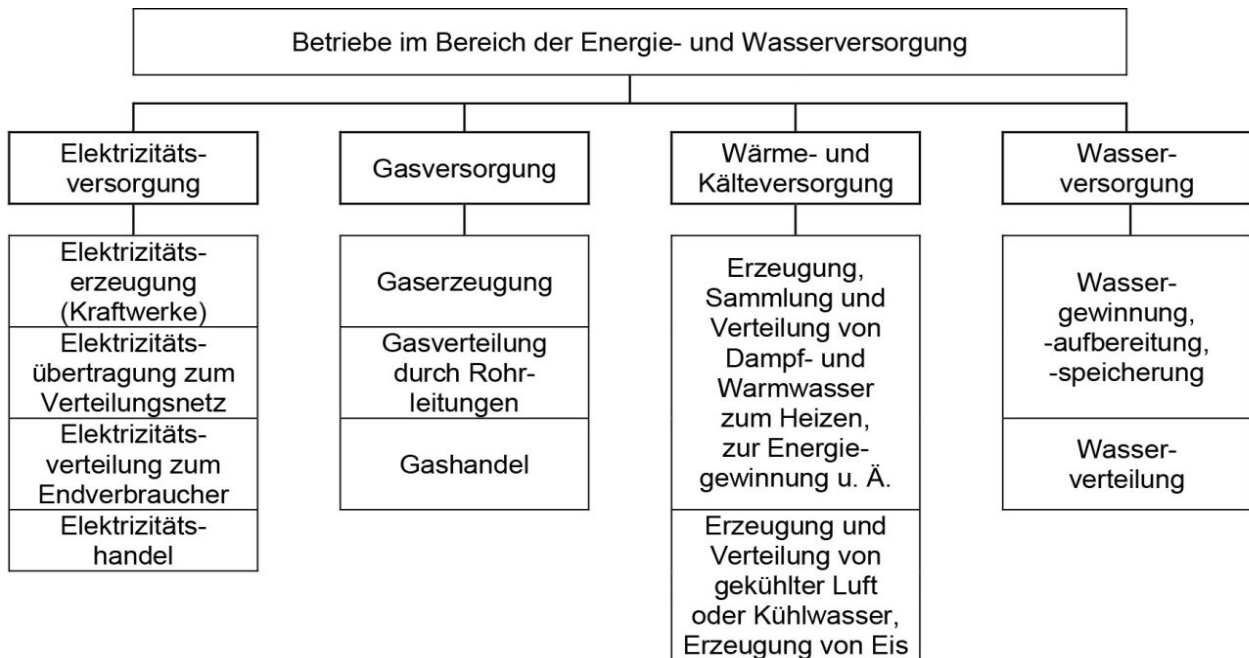 Betriebe im Bereich der Energie- und Wasserversorgung
Elektrizitäts-
versorgung
Elektrizitäts-
erzeugung
(Kraftwerke)
Elektrizitäts-
übertragung zum
Verteilungsnetz
Elektrizitäts-
verteilung zum
Endverbraucher
Elektrizitäts-
handel
Gasversorgung
Gaserzeugung
Gasverteilung
durch Rohr-
leitungen
Gashandel
Wärme- und
Kälteversorgung
Erzeugung,
Sammlung und
Verteilung von
Dampf- und
Warmwasser
zum Heizen,
zur Energie-
gewinnung u. Ä.
Erzeugung und
Verteilung von
gekühlter Luft
oder Kühlwasser,
Erzeugung von Eis
Wasser-
versorgung
Wasser-
gewinnung,
-aufbereitung,
-speicherung
Wasser-
verteilung